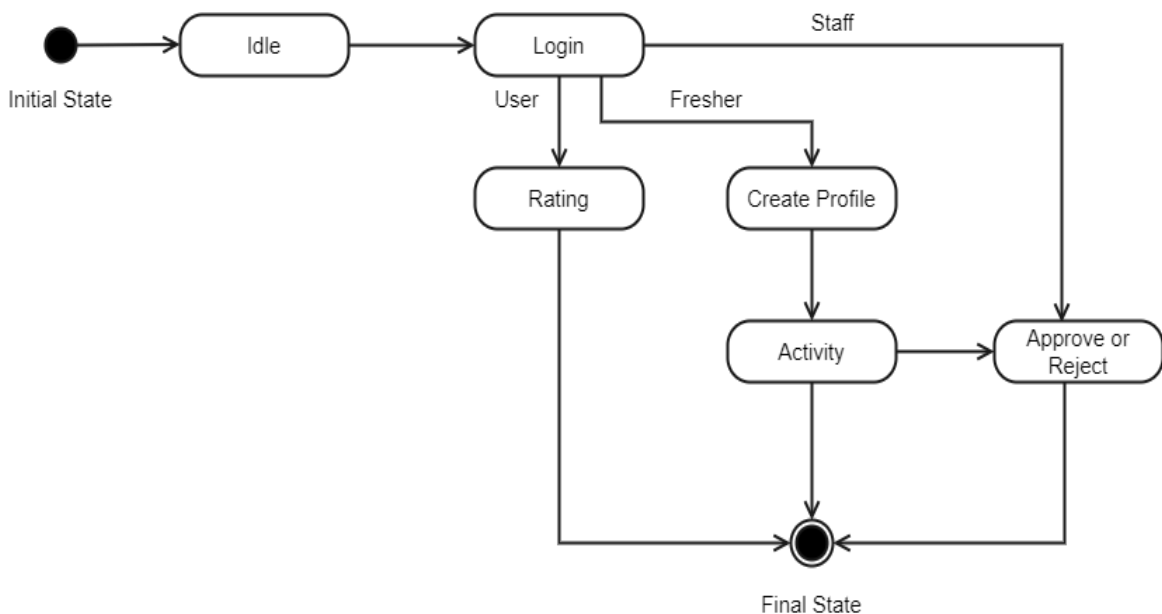 Staff
Idle
Login
Initial State
User
Fresher
Rating
Create Profile
Activity
Approve or
Reject
Final State